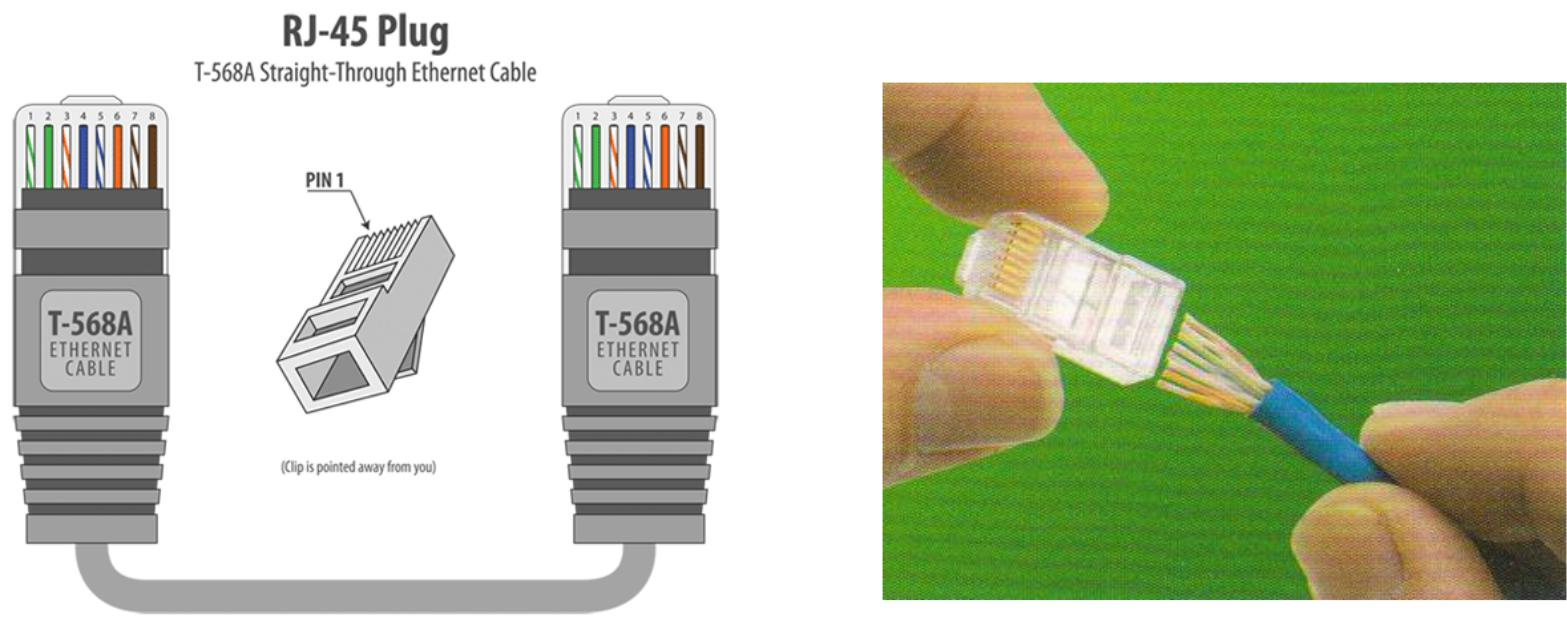 RJ-45 Plug
T-568A Straight-Through Ethernet Cable
1 2 3 4 5 6 7 8
1 2 3 4 5 6 7 8
PIN 1
T-568A
ETHERNET
CABLE
T-568A
ETHERNET
CABLE
(Clip is pointed away from you)